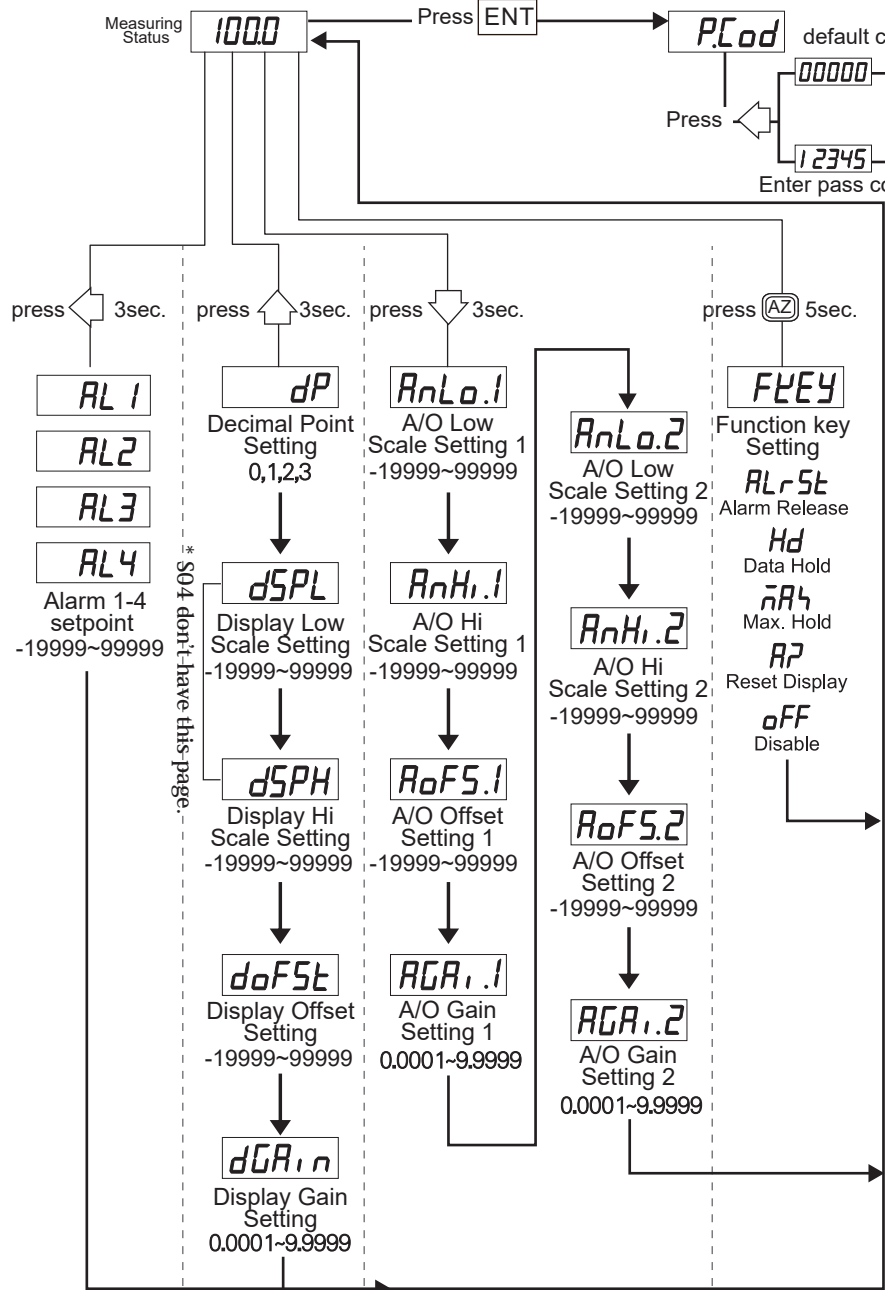 Measuring
Status
100.0
Press ENT
P.Cod
default c
00000
Press
12345
Enter pass co
press 3sec.
AL1
AL2
AL3
AL4
Alarm 1-4
setpoint
-19999~99999
press 3sec.
dP
Decimal Point
Setting
0,1,2,3
* S04 don't have this page.
dSPL
Display Low
Scale Setting
-19999~99999
dSPH
Display Hi
Scale Setting
-19999~99999
doFSt
Display Offset
Setting
-19999~99999
dGAin
Display Gain
Setting
0.0001~9.9999
press 3sec.
AnLo.1
A/O Low
Scale Setting 1
-19999~99999
AnHi.1
A/O Hi
Scale Setting 1
-19999~99999
AoFS.1
A/O Offset
Setting 1
-19999~99999
AGAi.1
A/O Gain
Setting 1
0.0001~9.9999
AnLo.2
A/O Low
Scale Setting 2
-19999~99999
AnHi.2
A/O Hi
Scale Setting 2
-19999~99999
AoFS.2
A/O Offset
Setting 2
-19999~99999
AGAi.2
A/O Gain
Setting 2
0.0001~9.9999
press AZ 5sec.
FKEY
Function key
Setting
ALrSt
Alarm Release
Hd
Data Hold
Max. Hold
Reset Display
oFF
Disable